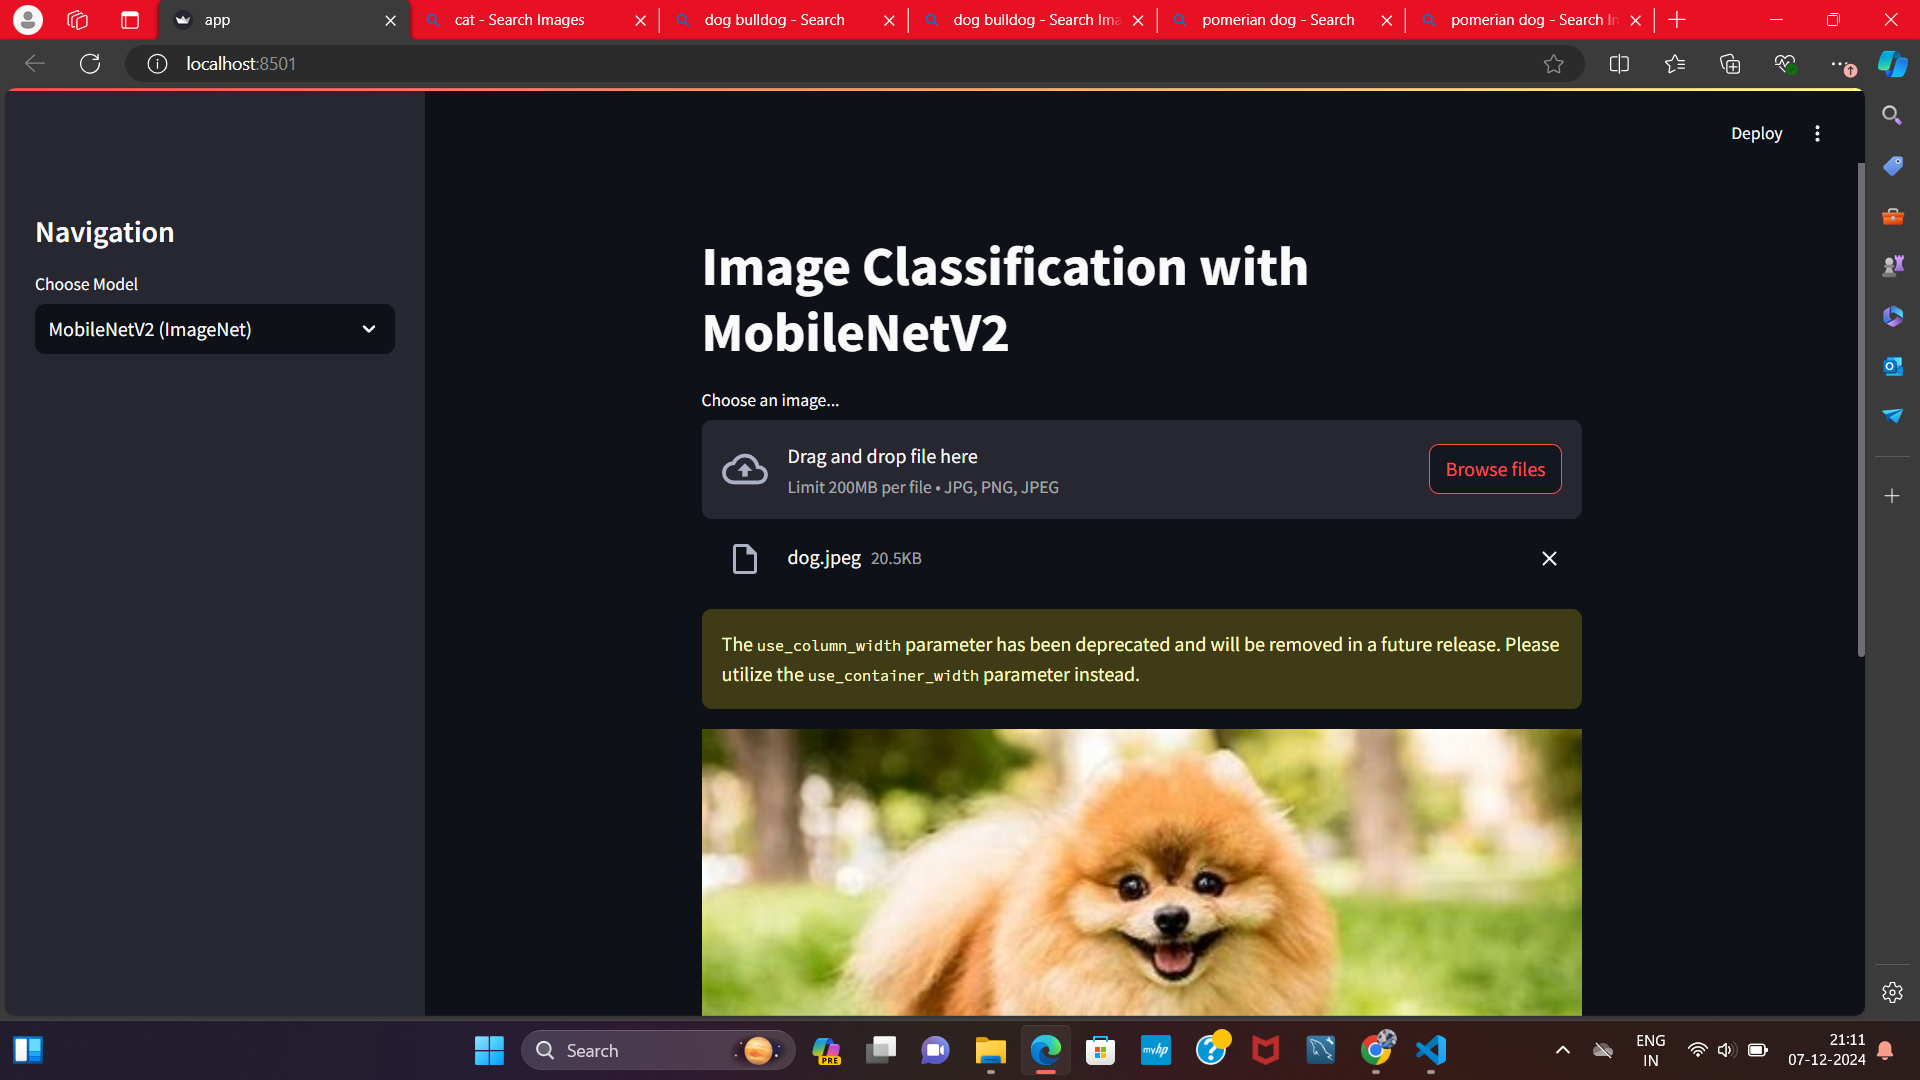 app
cat - Search Images
dog bulldog - Search
dog bulldog - Search Ima
pomerian dog - Search
pomerian dog - Search In
localhost:8501
Deploy
Navigation
Choose Model
MobileNetV2 (ImageNet)
Image Classification with
MobileNetV2
Choose an image...
Drag and drop file here
Limit 200MB per file • JPG, PNG, JPEG
Browse files
dog.jpeg 20.5KB
The use_column_width parameter has been deprecated and will be removed in a future release. Please
utilize the use_container_width parameter instead.
Search
PRE
myhp
ENG
IN
21:11
07-12-2024